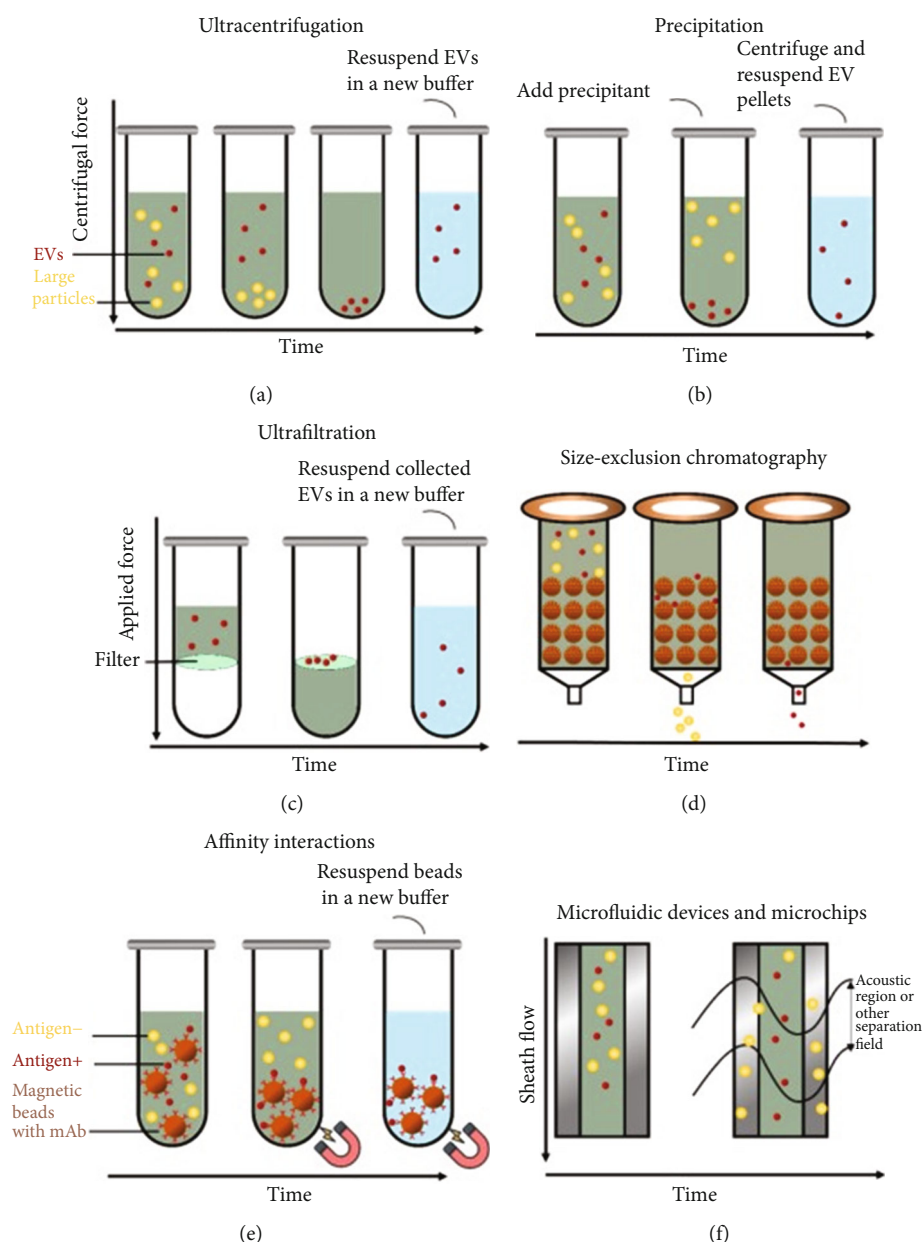 Ultracentrifugation
Resuspend EVs
in a new buffer
Centrifugal force
EVs
Large
particles
Time
(a)
Precipitation
Add precipitant
Centrifuge and
resuspend EV
pellets
Time
(b)
Ultrafiltration
Resuspend collected
EVs in a new buffer
Applied force
Filter
Time
(c)
Size-exclusion chromatography
Time
(d)
Affinity interactions
Resuspend beads
in a new buffer
Antigen−
Antigen+
Magnetic
beads
with mAb
Time
(e)
Microfluidic devices and microchips
Sheath flow
Acoustic
region or
other
separation
field
Time
(f)